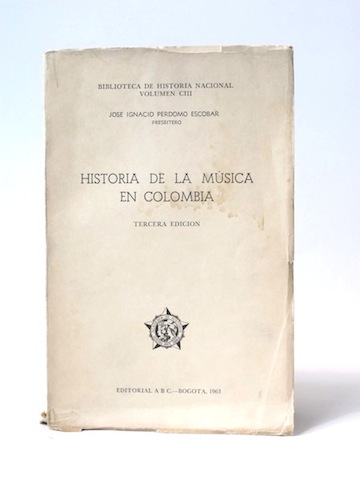 BIBLIOTECA DE HISTORIA NACIONAL
VOLUMEN CIII
JOSE IGNACIO PERDOMO ESCOBAR
PRESBITERO
HISTORIA DE LA MÚSICA
EN COLOMBIA
TERCERA EDICION
EDITORIAL A B C.—BOGOTA, 1963